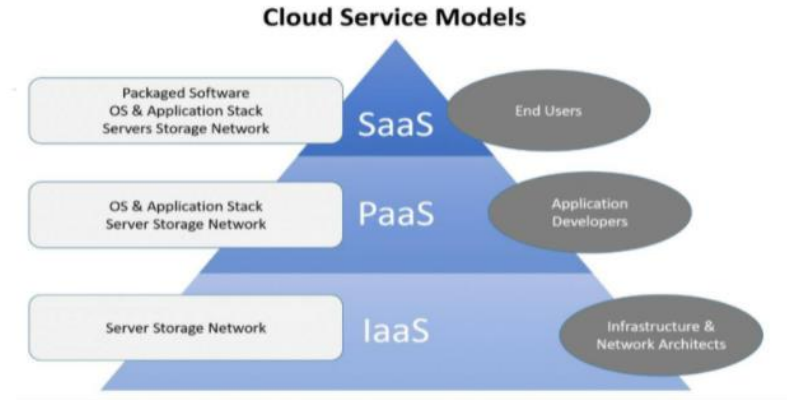 Cloud Service Models
Packaged Software
OS & Application Stack
Servers Storage Network
SaaS
End Users
OS & Application Stack
Server Storage Network
PaaS
Application
Developers
Server Storage Network
IaaS
Infrastructure &
Network Architects